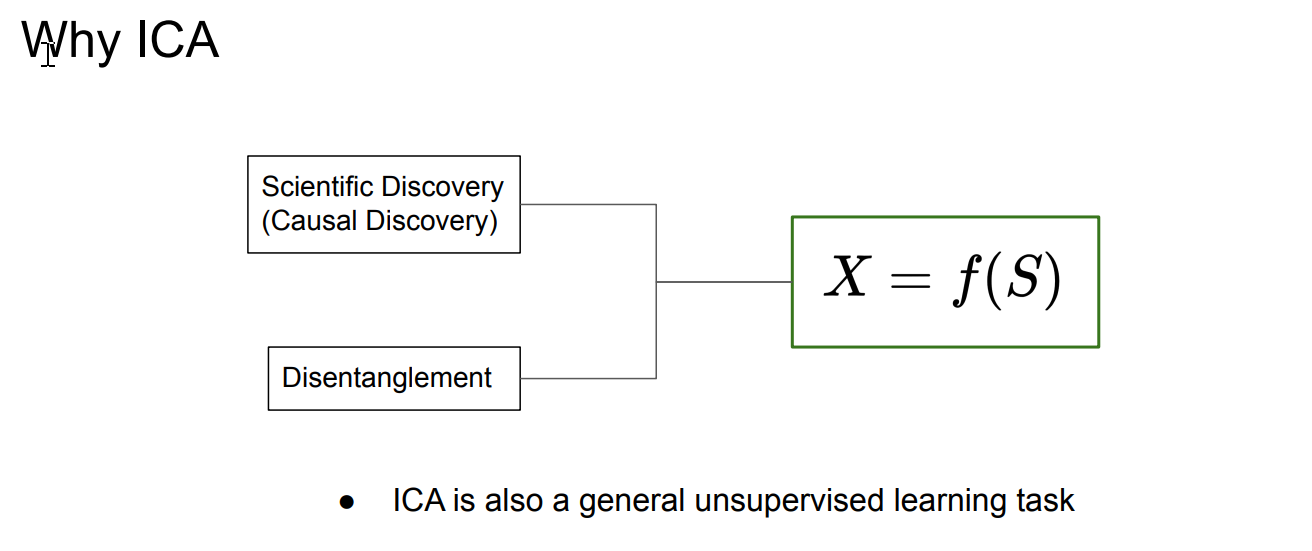 Why ICA
Scientific Discovery
(Causal Discovery)
X = f(S)
Disentanglement
● ICA is also a general unsupervised learning task